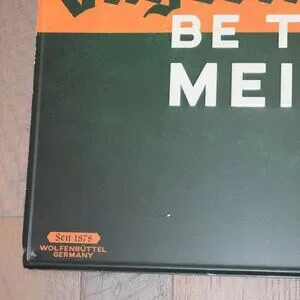 BE T
MEI
Seit 1878
WOLFENBÜTTEL
GERMANY